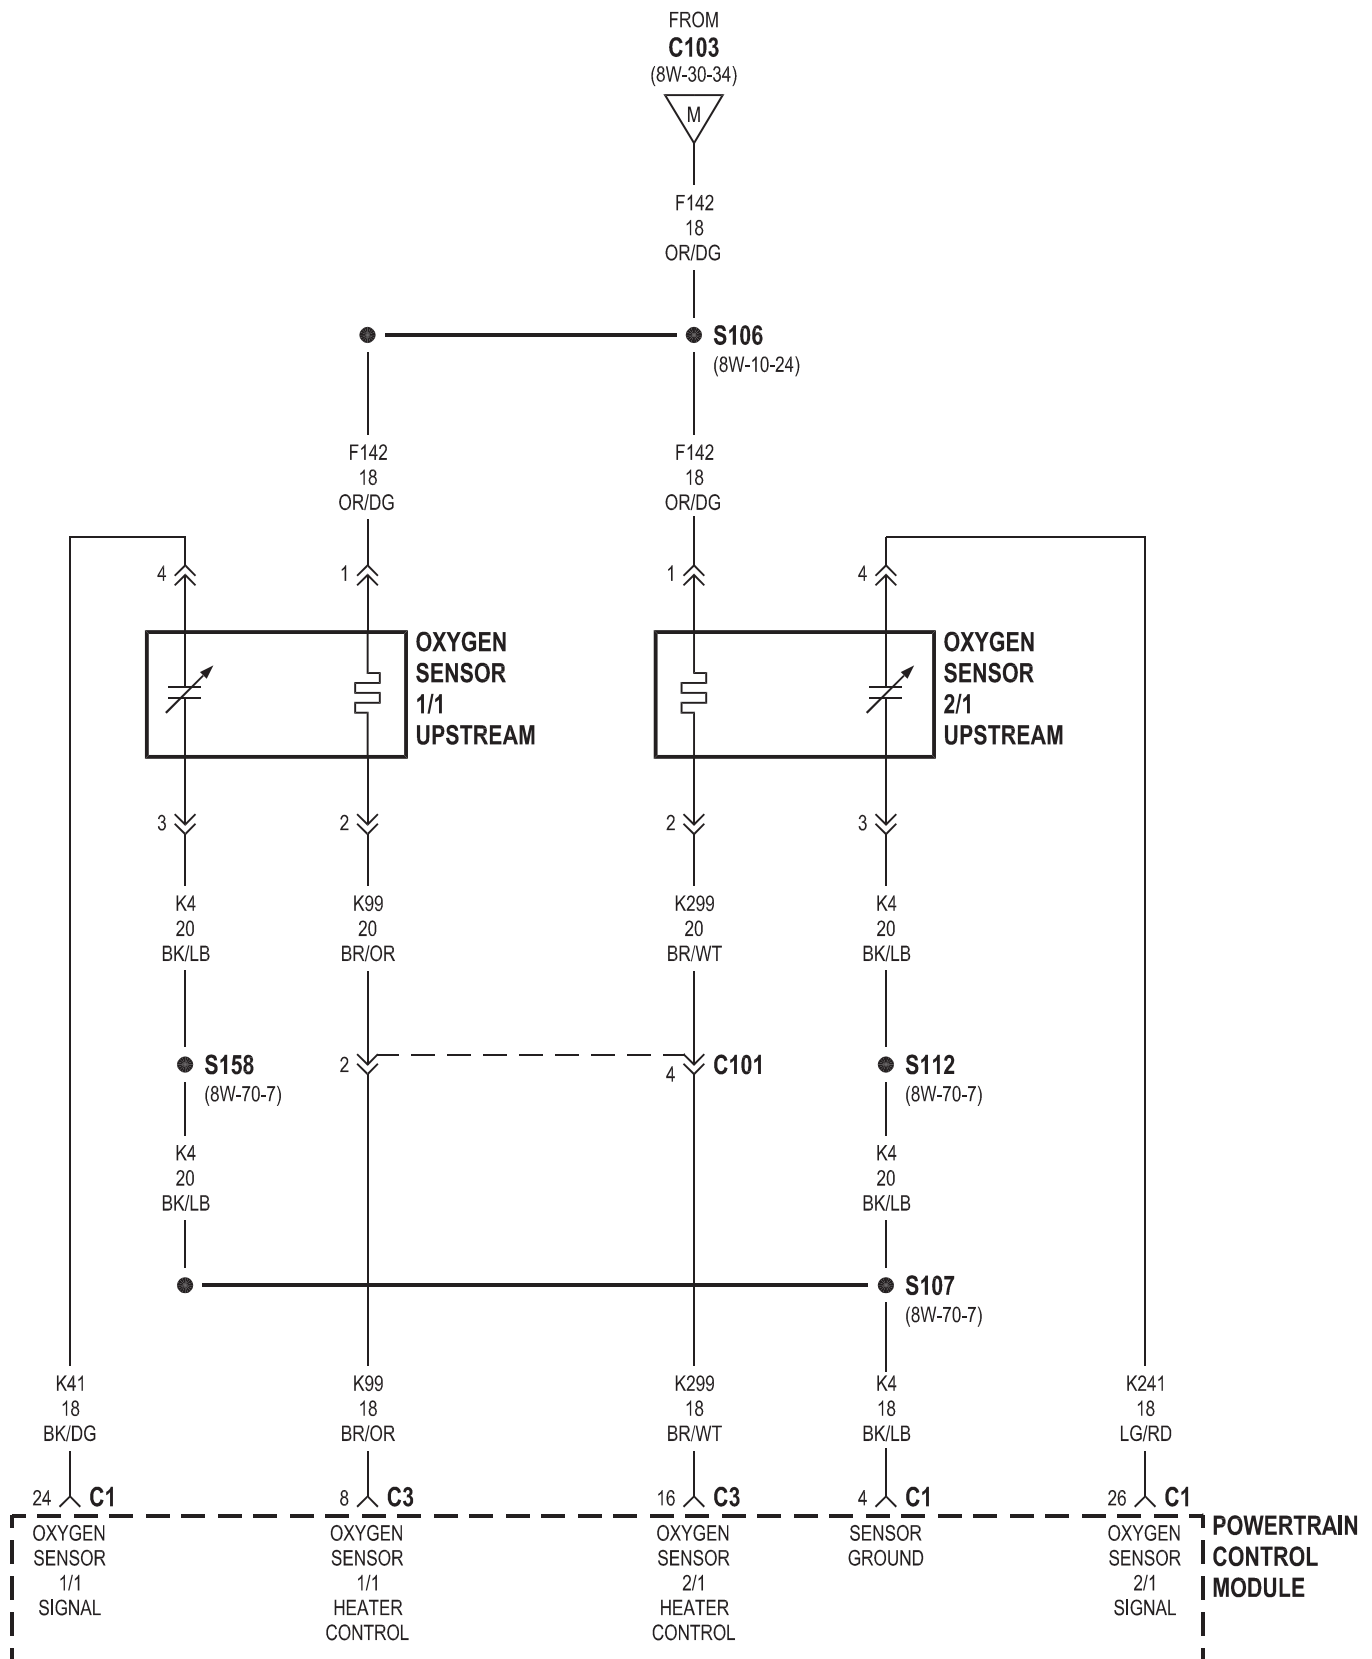 FROM
C103
(8W-30-34)
M
F142
18
OR/DG
S106
(8W-10-24)
F142
18
OR/DG
F142
18
OR/DG
4
1
1
4
OXYGEN
SENSOR
1/1
UPSTREAM
OXYGEN
SENSOR
2/1
UPSTREAM
3
2
2
3
K4
20
BK/LB
K99
20
BR/OR
K299
20
BR/WT
K4
20
BK/LB
S158
(8W-70-7)
2
4
C101
S112
(8W-70-7)
K4
20
BK/LB
K4
20
BK/LB
S107
(8W-70-7)
K41
18
BK/DG
K99
18
BR/OR
K299
18
BR/WT
K4
18
BK/LB
K241
18
LG/RD
24 C1
8 C3
16 C3
4 C1
26 C1
OXYGEN
SENSOR
1/1
SIGNAL
OXYGEN
SENSOR
1/1
HEATER
CONTROL
OXYGEN
SENSOR
2/1
HEATER
CONTROL
SENSOR
GROUND
OXYGEN
SENSOR
2/1
SIGNAL
POWERTRAIN
CONTROL
MODULE